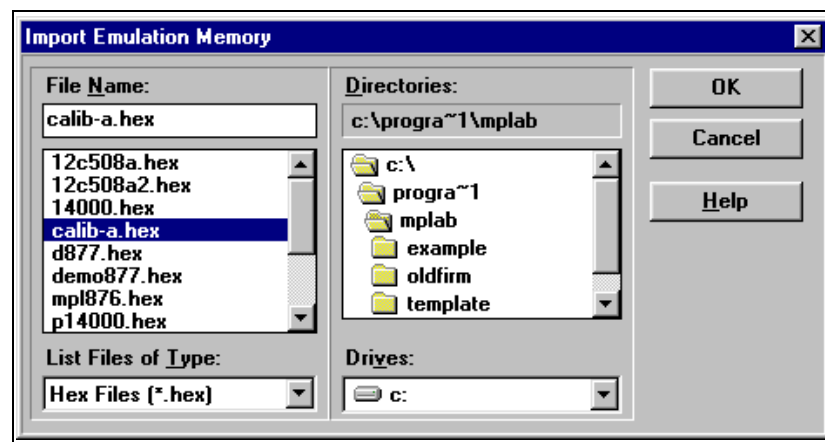 Import Emulation Memory
File Name:
calib-a.hex
12c508a.hex
12c508a2.hex
14000.hex
calib-a.hex
d877.hex
demo877.hex
mpl876.hex
p14000.hex
List Files of Type:
Hex Files (*.hex)
Directories:
c:\progra~1\mplab
c:\
progra~1
mplab
example
oldfirm
template
Drives:
c:
OK
Cancel
Help